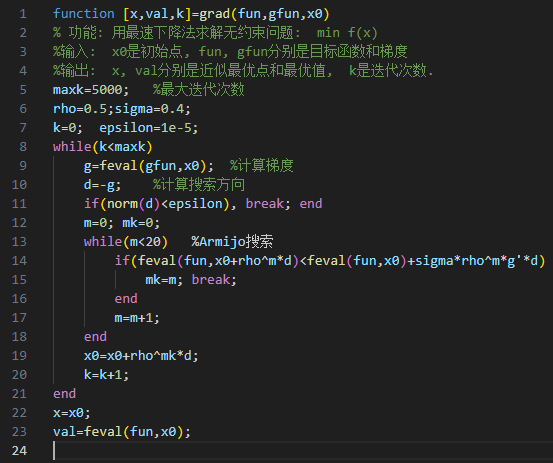 1 function [x,val,k]=grad(fun,gfun,x0)
2 % 功能: 用最速下降法求解无约束问题: min f(x)
3 %输入: x0是初始点, fun, gfun分别是目标函数和梯度
4 %输出: x, val分别是近似最优点和最优值, k是迭代次数.
5 maxk=5000; %最大迭代次数
6 rho=0.5;sigma=0.4;
7 k=0; epsilon=1e-5;
8 while(k<maxk)
9 g=feval(gfun,x0); %计算梯度
10 d=-g; %计算搜索方向
11 if(norm(d)<epsilon), break; end
12 m=0; mk=0;
13 while(m<20) %Armijo搜索
14 if(feval(fun,x0+rho^m*d)<feval(fun,x0)+sigma*rho^m*g'*d)
15 mk=m; break;
16 end
17 m=m+1;
18 end
19 x0=x0+rho^mk*d;
20 k=k+1;
21 end
22 x=x0;
23 val=feval(fun,x0);
24